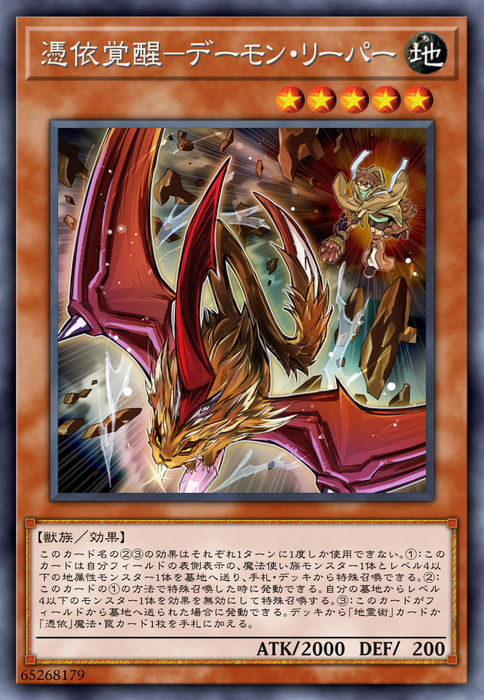 憑依覚醒－デーモン・リーパー
地
ち
【獣族／効果】
このカード名の②③の効果はそれぞれ1ターンに1度しか使用できない。①：この
カードは自分フィールドの表側表示の、魔法使い族モンスター1体とレベル4以
下の地属性モンスター1体を墓地へ送り、手札・デッキから特殊召喚できる。②：
このカードの①の方法で特殊召喚した時に発動できる。自分の墓地からレベル
4以下のモンスター1体を効果を無効にして特殊召喚する。③：このカードがフ
ィールドから墓地へ送られた場合に発動できる。デッキから「地霊術」カードか
「憑依」魔法・罠カード1枚を手札に加える。
ATK/2000 DEF/ 200
65268179